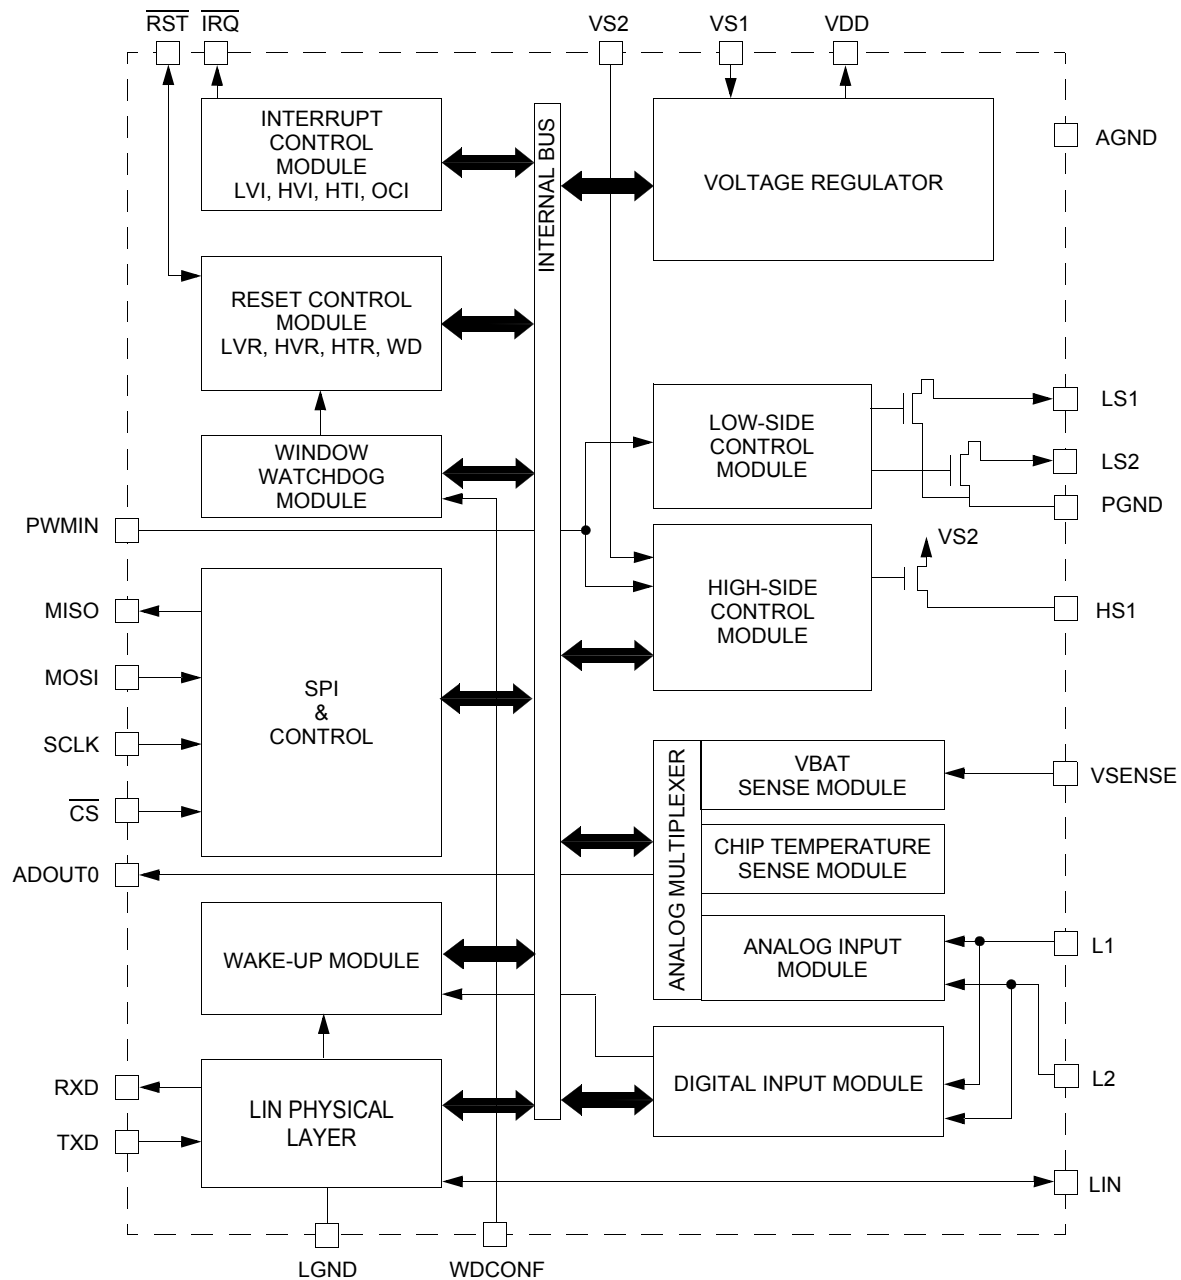 RST
IRQ
VS2
VS1
VDD
INTERRUPT
CONTROL
MODULE
LVI, HVI, HTI, OCI
INTERNAL BUS
VOLTAGE REGULATOR
AGND
RESET CONTROL
MODULE
LVR, HVR, HTR, WD
LOW-SIDE
CONTROL
MODULE
LS1
LS2
PGND
WINDOW
WATCHDOG
MODULE
PWMIN
VS2
HIGH-SIDE
CONTROL
MODULE
HS1
MISO
MOSI
SCLK
CS
SPI
&
CONTROL
ANALOG MULTIPLEXER
VBAT
SENSE MODULE
VSENSE
CHIP TEMPERATURE
SENSE MODULE
ADOUT0
WAKE-UP MODULE
ANALOG INPUT
MODULE
L1
DIGITAL INPUT MODULE
L2
RXD
TXD
LIN PHYSICAL
LAYER
LIN
LGND
WDCONF